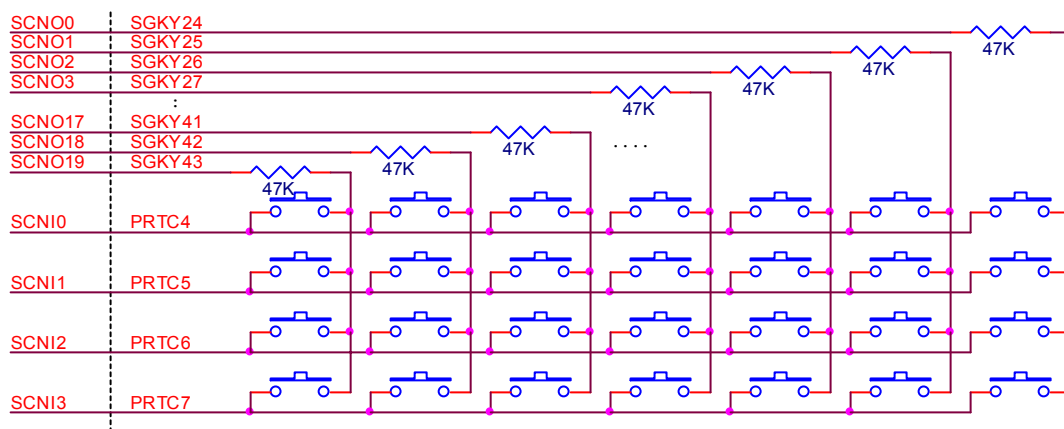 SCNO0 SGKY24
47K
SCNO1 SGKY25
47K
SCNO2 SGKY26
47K
SCNO3 SGKY27
47K
:
SCNO17 SGKY41
47K
....
SCNO18 SGKY42
47K
SCNO19 SGKY43
47K
SCNI0 PRTC4
SCNI1 PRTC5
SCNI2 PRTC6
SCNI3 PRTC7